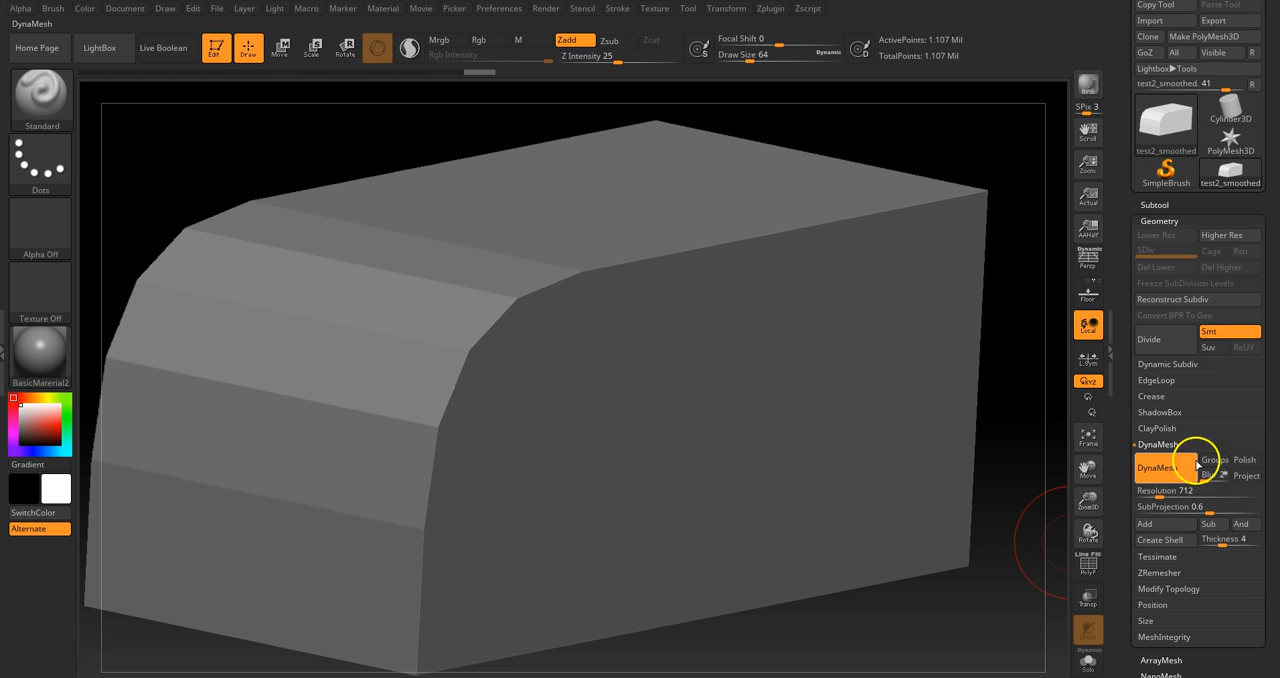 Alpha Brush Color Document Draw Edit File Layer Light Macro Marker Material Movie Picker Preferences Render Stencil Stroke Texture Tool Transform Zplugin Zscript
DynaMesh
Home Page LightBox Live Boolean Edit Draw Move Scale Rotate
Mrgb Rgb M Zadd Zsub Zcut
Rgb Intensity Z Intensity 25
Focal Shift 0
Draw Size 64 Dynamic
S D
ActivePoints: 1.107 Mil
TotalPoints: 1.107 Mil
Standard
Dots
Alpha Off
Texture Off
BasicMaterial2
Gradient
SwitchColor
Alternate
BPR
SPix 3
Scroll
Zoom
Actual
AAHalf
Dynamic
Persp
Floor
Local
L.Sym
XYZ
Frame
Move
Zoom3D
Rotate
Line Fill
PolyF
Transp
Ghost
Dynamic
Solo
Copy Tool Paste Tool
Import Export
Clone Make PolyMesh3D
GoZ All Visible R
Lightbox▶Tools
test2_smoothed. 41 R
Cylinder3D
test2_smoothed PolyMesh3D
SimpleBrush test2_smoothed
Subtool
Geometry
Lower Res Higher Res
SDiv Cage Rstr
Del Lower Del Higher
Freeze SubDivision Levels
Reconstruct Subdiv
Convert BPR To Geo
Divide Smt
Suv ReUV
Dynamic Subdiv
EdgeLoop
Crease
ShadowBox
ClayPolish
DynaMesh
DynaMesh Groups Polish
Blur 2 Project
Resolution 712
SubProjection 0.6
Add Sub And
Create Shell Thickness 4
Tessimate
ZRemesher
Modify Topology
Position
Size
MeshIntegrity
ArrayMesh
NanoMesh